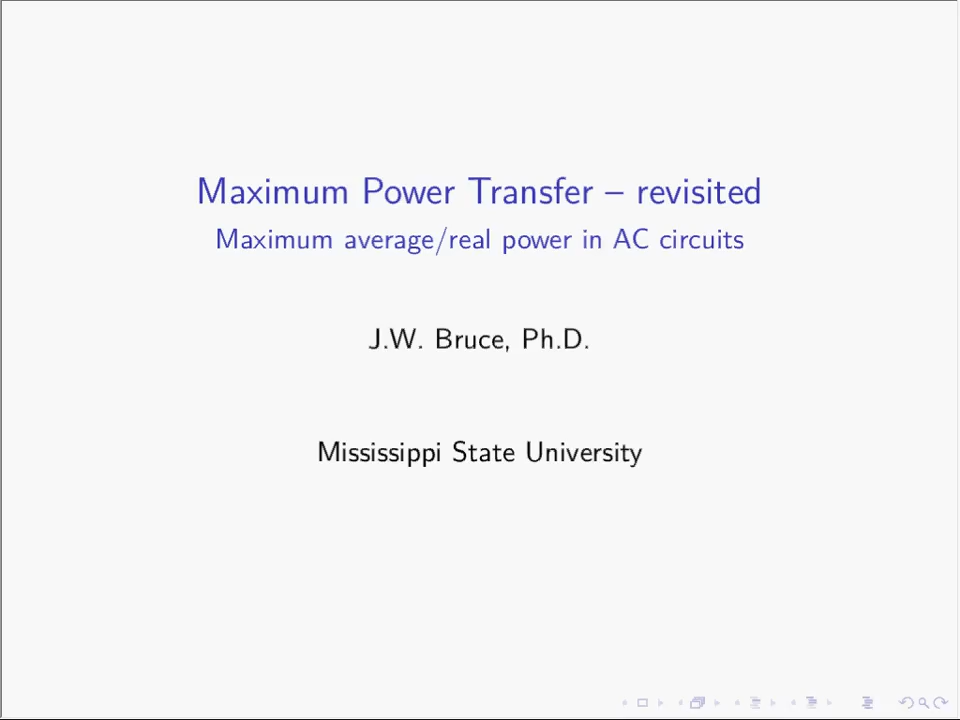 Maximum Power Transfer – revisited
Maximum average/real power in AC circuits
J.W. Bruce, Ph.D.
Mississippi State University